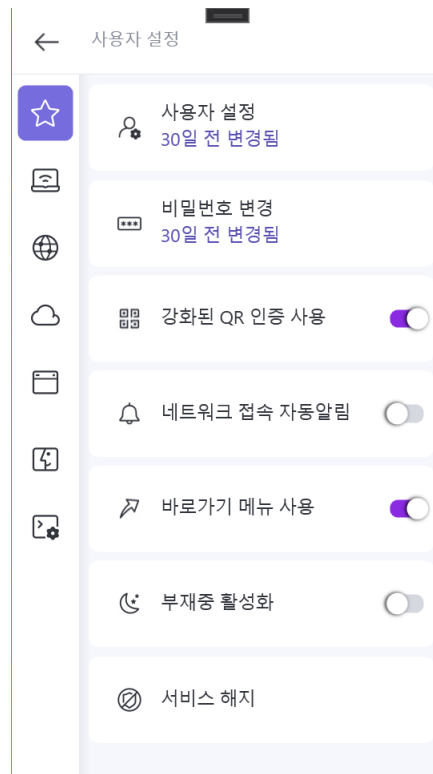 사용자 설정
사용자 설정
30일 전 변경됨
비밀번호 변경
30일 전 변경됨
강화된 QR 인증 사용
네트워크 접속 자동알림
바로가기 메뉴 사용
부재중 활성화
서비스 해지